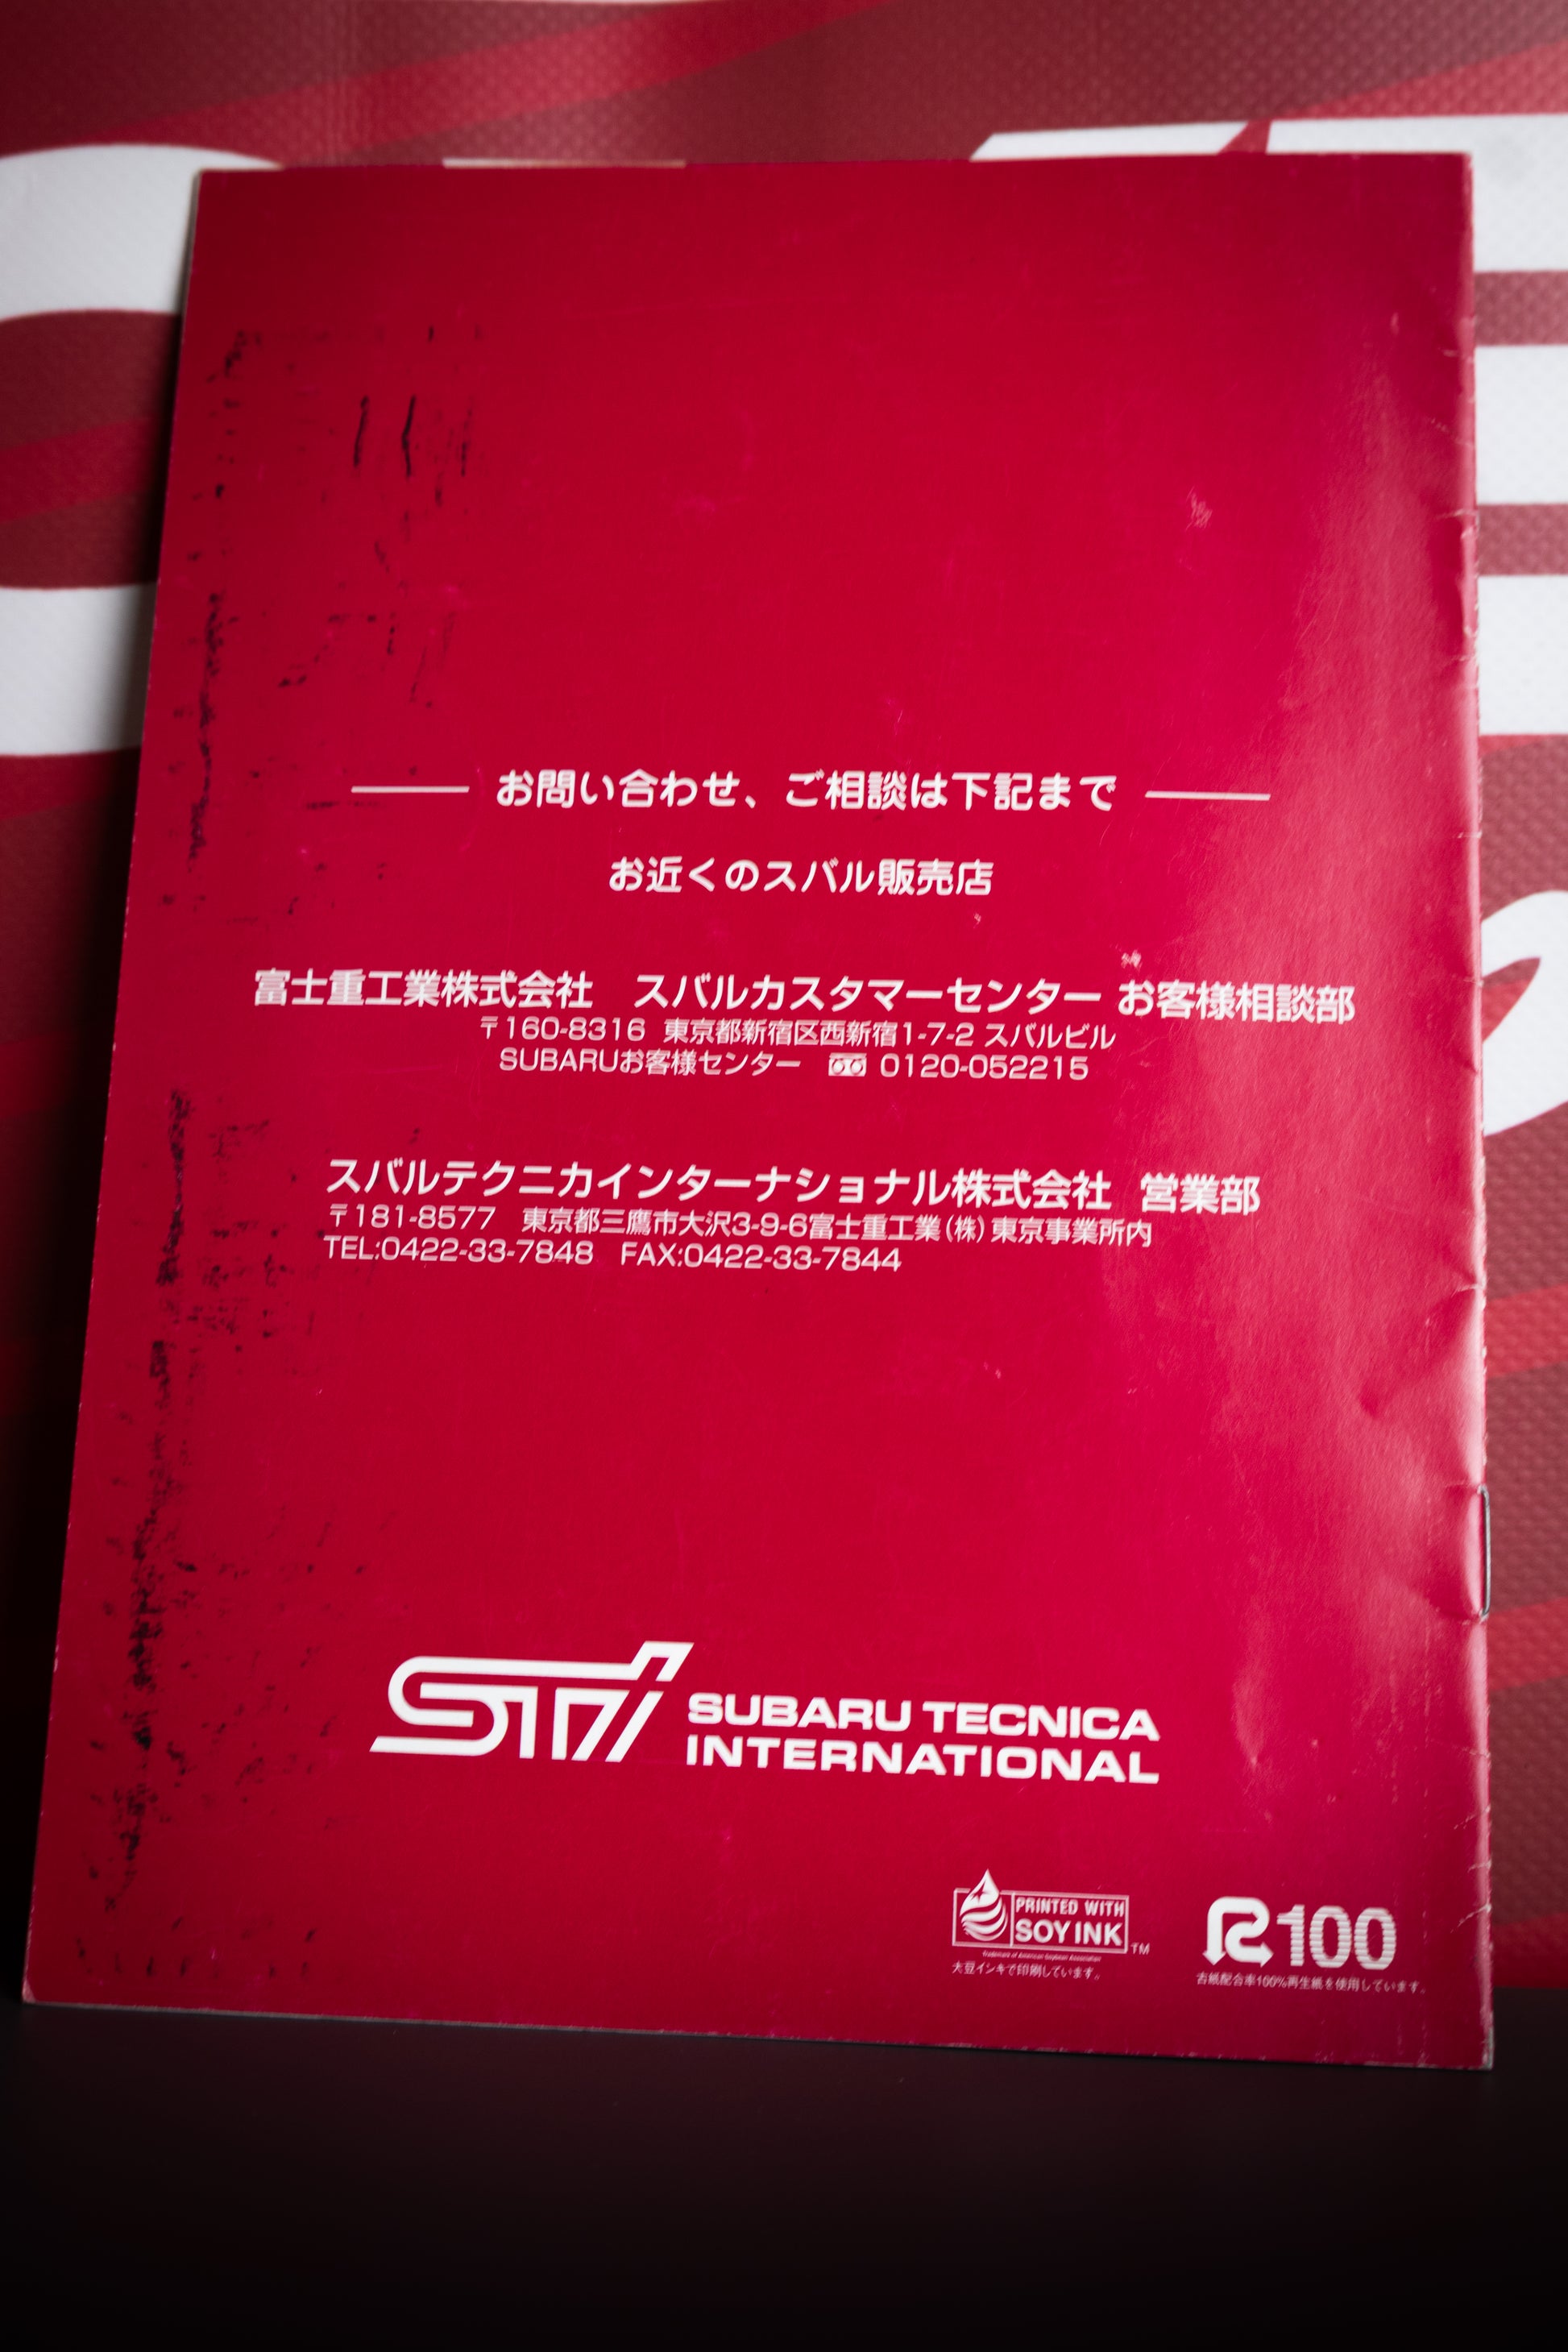 お問い合わせ、ご相談は下記まで
お近くのスバル販売店
富士重工業株式会社　スバルカスタマーセンター お客様相談部
〒160-8316 東京都新宿区西新宿1-7-2 スバルビル
SUBARUお客様センター 0120-052215
スバルテクニカインターナショナル株式会社 営業部
〒181-8577 東京都三鷹市大沢3-9-6富士重工業(株)東京事業所内
TEL:0422-33-7848 FAX:0422-33-7844
STi
SUBARU TECNICA
INTERNATIONAL
PRINTED WITH
SOY INK TM
Trademark of American Soybean Association
大豆インキで印刷しています。
R100
古紙配合率100%再生紙を使用しています。